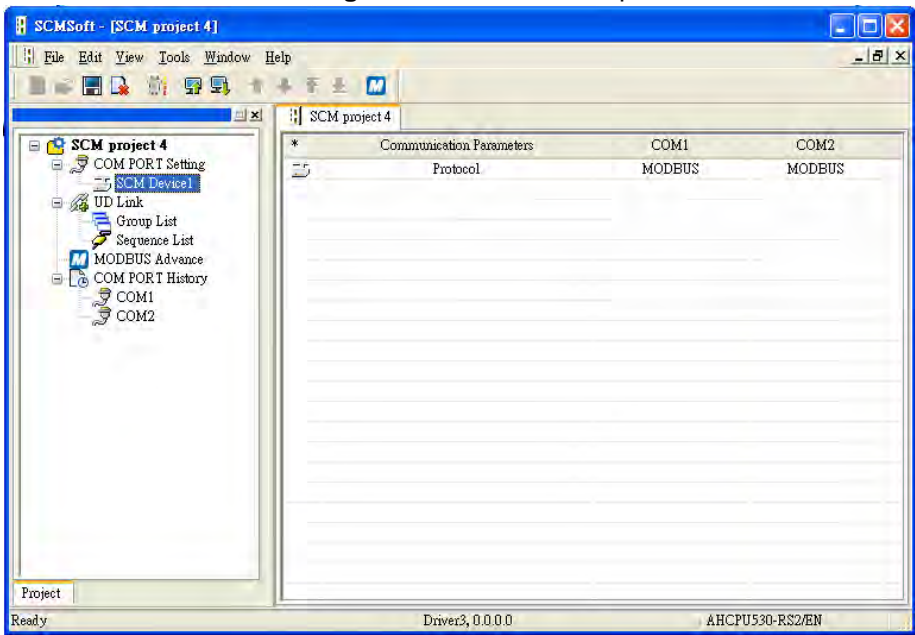 SCMSoft - [SCM project 4]
File Edit View Tools Window Help
SCM project 4
* Communication Parameters COM1 COM2
Protocol MODBUS MODBUS
SCM project 4
COM PORT Setting
SCM Device1
UD Link
Group List
Sequence List
MODBUS Advance
COM PORT History
COM1
COM2
Project
Ready Driver3, 0.0.0.0 AHCPU530-RS2/EN